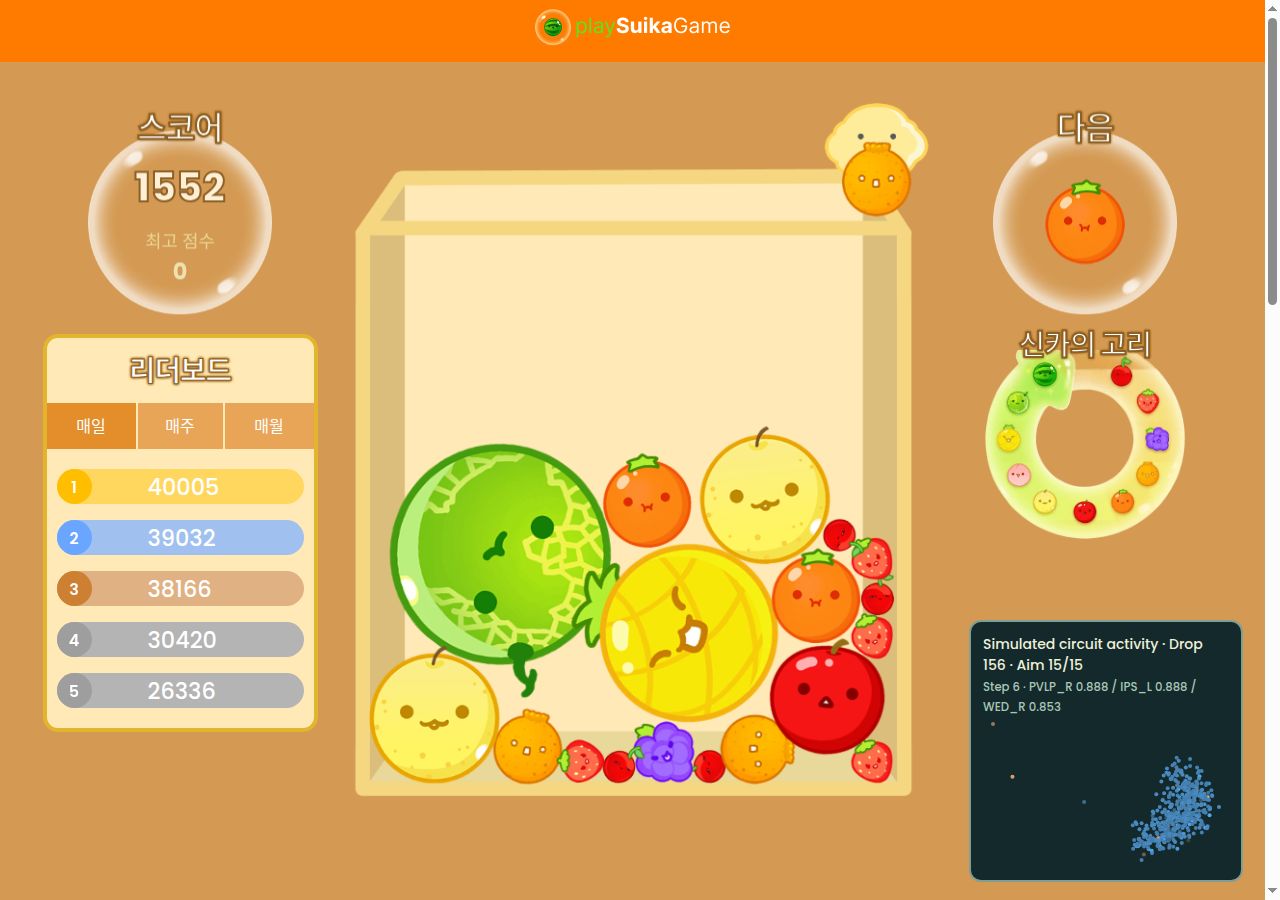 playSuikaGame
스코어
1552
최고 점수
0
다음
신카의 고리
리더보드
매일
매주
매월
1 40005
2 39032
3 38166
4 30420
5 26336
Simulated circuit activity · Drop
156 · Aim 15/15
Step 6 · PVLP_R 0.888 / IPS_L 0.888 /
WED_R 0.853